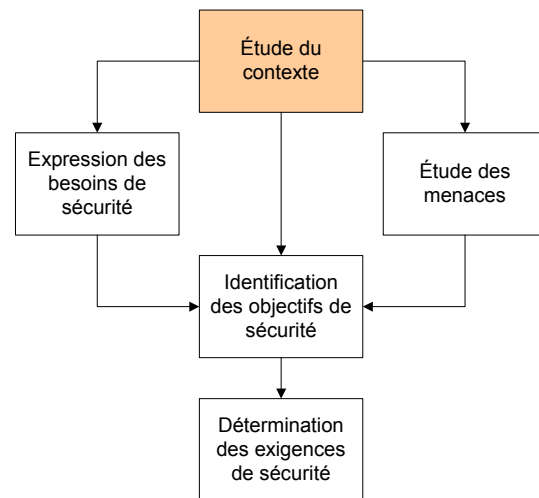 Étude du
contexte
Expression des
besoins de
sécurité
Étude des
menaces
Identification
des objectifs de
sécurité
Détermination
des exigences
de sécurité